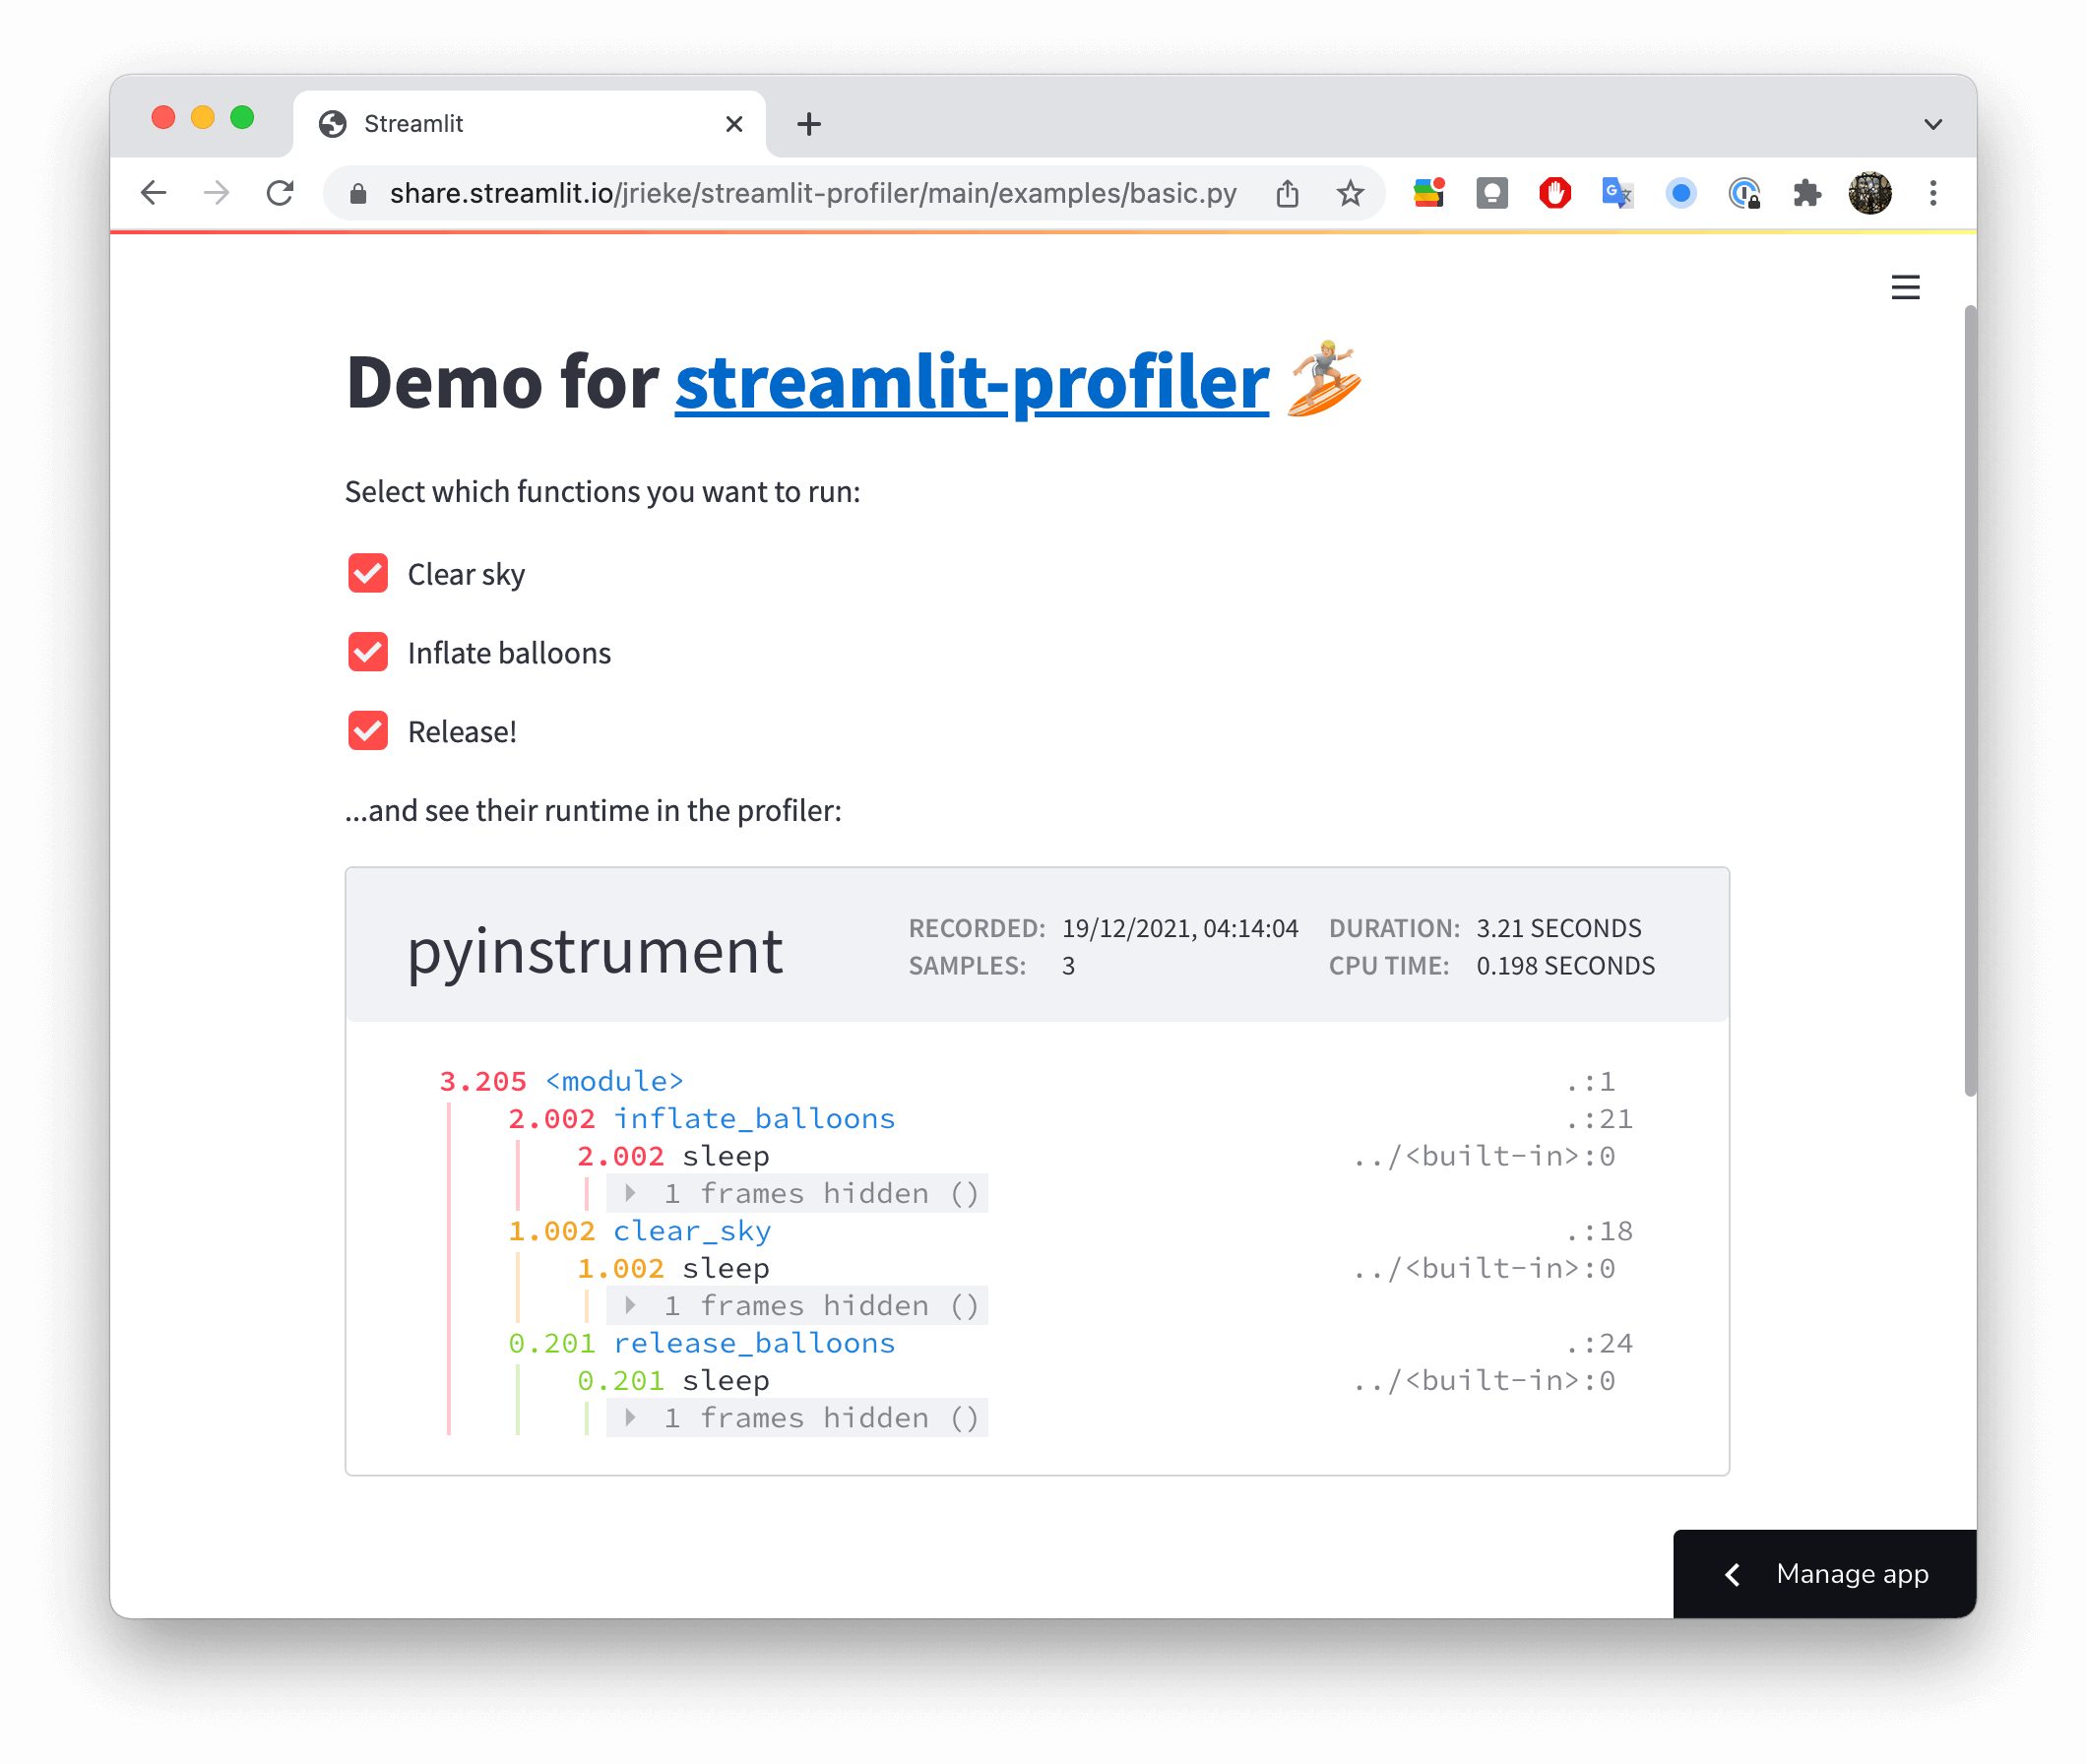 Streamlit
share.streamlit.io/jrieke/streamlit-profiler/main/examples/basic.py
Demo for streamlit-profiler
Select which functions you want to run:
Clear sky
Inflate balloons
Release!
...and see their runtime in the profiler:
pyinstrument
RECORDED: 19/12/2021, 04:14:04 DURATION: 3.21 SECONDS
SAMPLES: 3 CPU TIME: 0.198 SECONDS
3.205 <module> .:1
2.002 inflate_balloons .:21
2.002 sleep ../<built-in>:0
1 frames hidden ()
1.002 clear_sky .:18
1.002 sleep ../<built-in>:0
1 frames hidden ()
0.201 release_balloons .:24
0.201 sleep ../<built-in>:0
1 frames hidden ()
Manage app